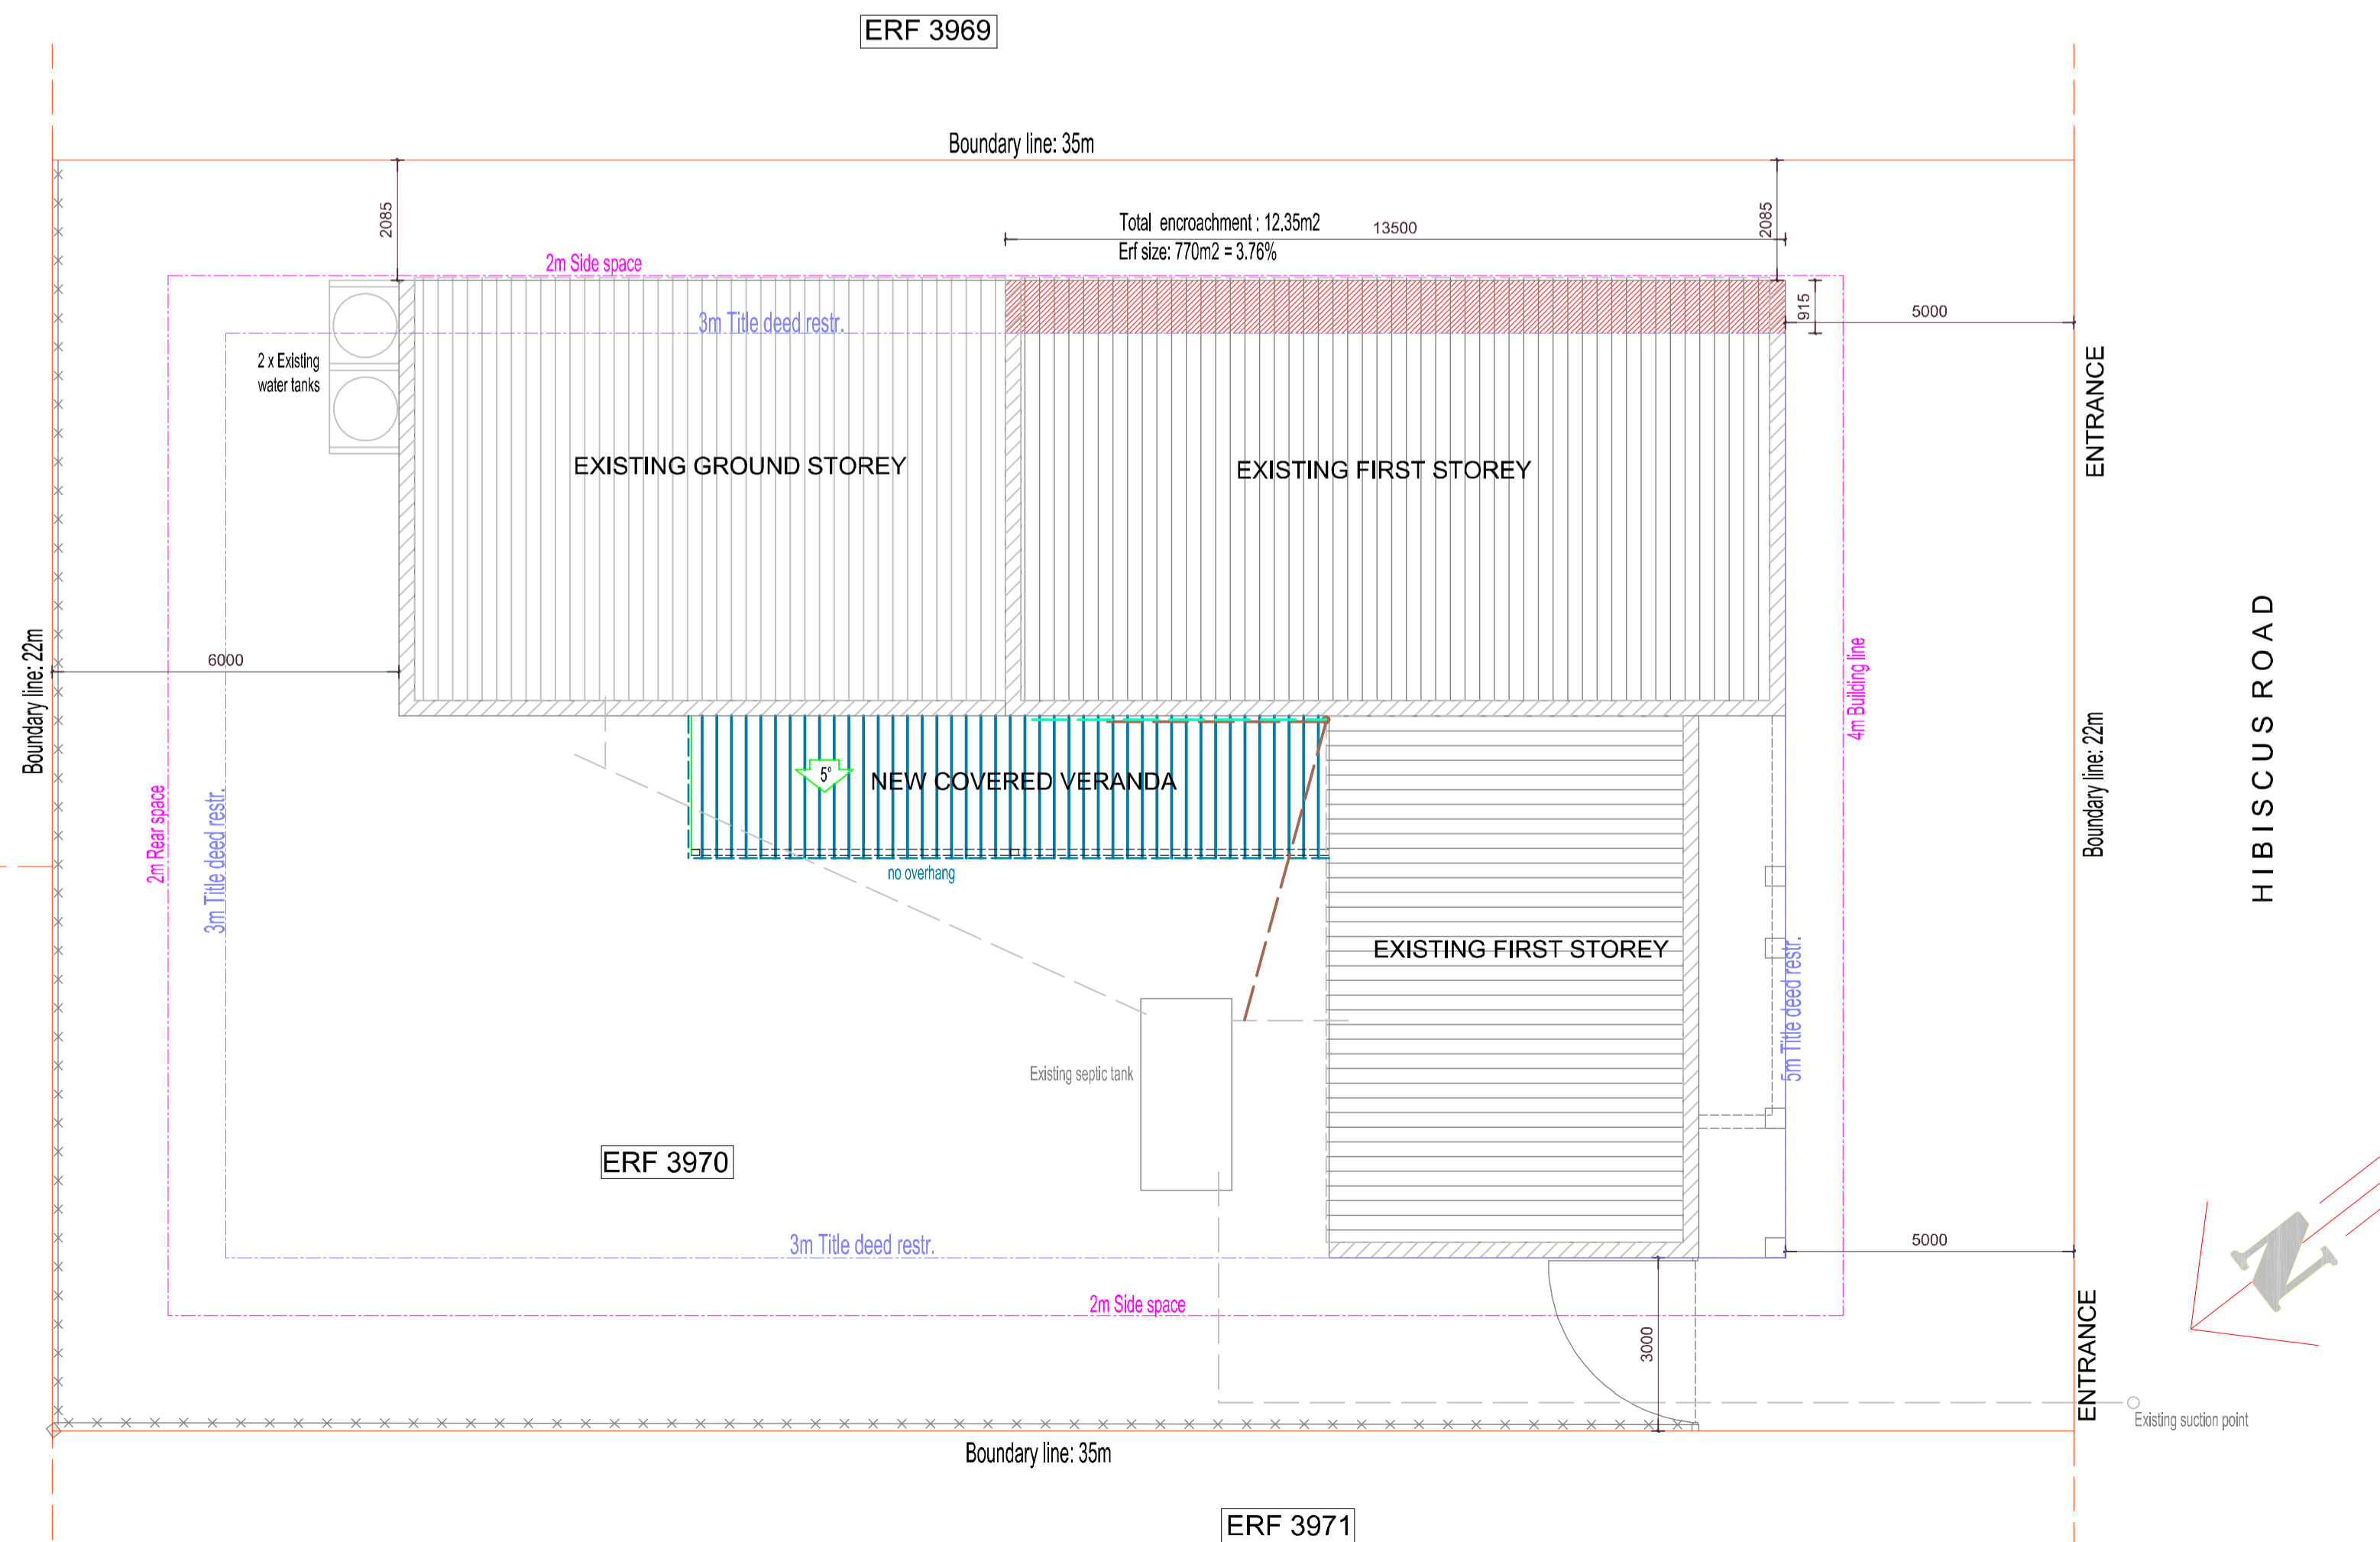 ERF 3969
Boundary line: 35m
2085
Total encroachment : 12,35m2
Erf size: 770m2 = 3.76%
13500
2085
2m Side space
3m Title deed restr.
915
5000
2 x Existing
water tanks
ENTRANCE
EXISTING GROUND STOREY
EXISTING FIRST STOREY
HIBISCUS ROAD
Boundary line: 22m
6000
4m Building line
Boundary line: 22m
5°
NEW COVERED VERANDA
2m Rear space
3m Title deed restr.
no overhang
EXISTING FIRST STOREY
5m Title deed restr.
Existing septic tank
ERF 3970
3m Title deed restr.
5000
N
2m Side space
3000
ENTRANCE
Existing suction point
Boundary line: 35m
ERF 3971